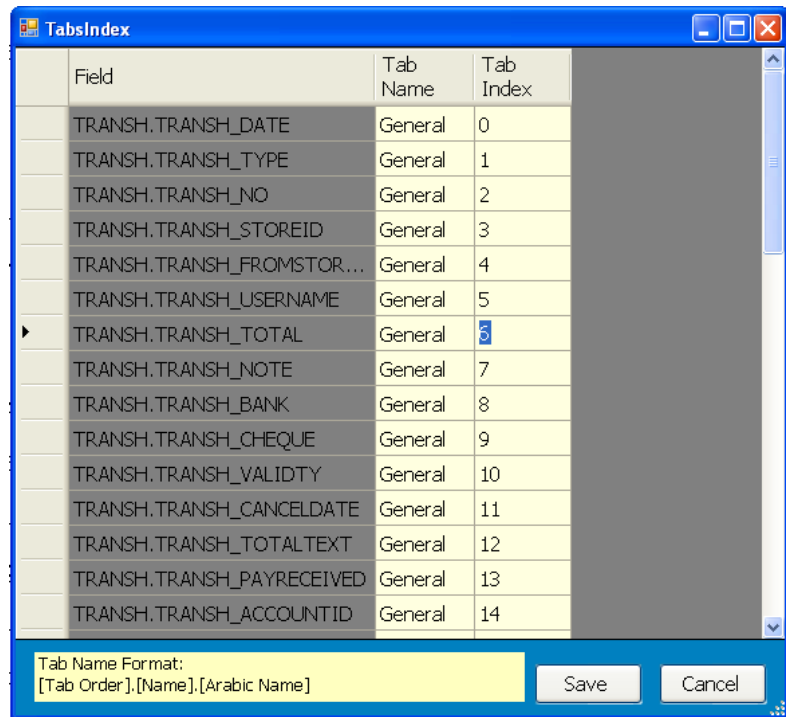 TabsIndex
Field Tab Name Tab Index
TRANSH.TRANSH_DATE General 0
TRANSH.TRANSH_TYPE General 1
TRANSH.TRANSH_NO General 2
TRANSH.TRANSH_STOREID General 3
TRANSH.TRANSH_FROMSTOR... General 4
TRANSH.TRANSH_USERNAME General 5
TRANSH.TRANSH_TOTAL General 6
TRANSH.TRANSH_NOTE General 7
TRANSH.TRANSH_BANK General 8
TRANSH.TRANSH_CHEQUE General 9
TRANSH.TRANSH_VALIDTY General 10
TRANSH.TRANSH_CANCELDATE General 11
TRANSH.TRANSH_TOTALTEXT General 12
TRANSH.TRANSH_PAYRECEIVED General 13
TRANSH.TRANSH_ACCOUNTID General 14
Tab Name Format:
[Tab Order].[Name].[Arabic Name]
Save Cancel